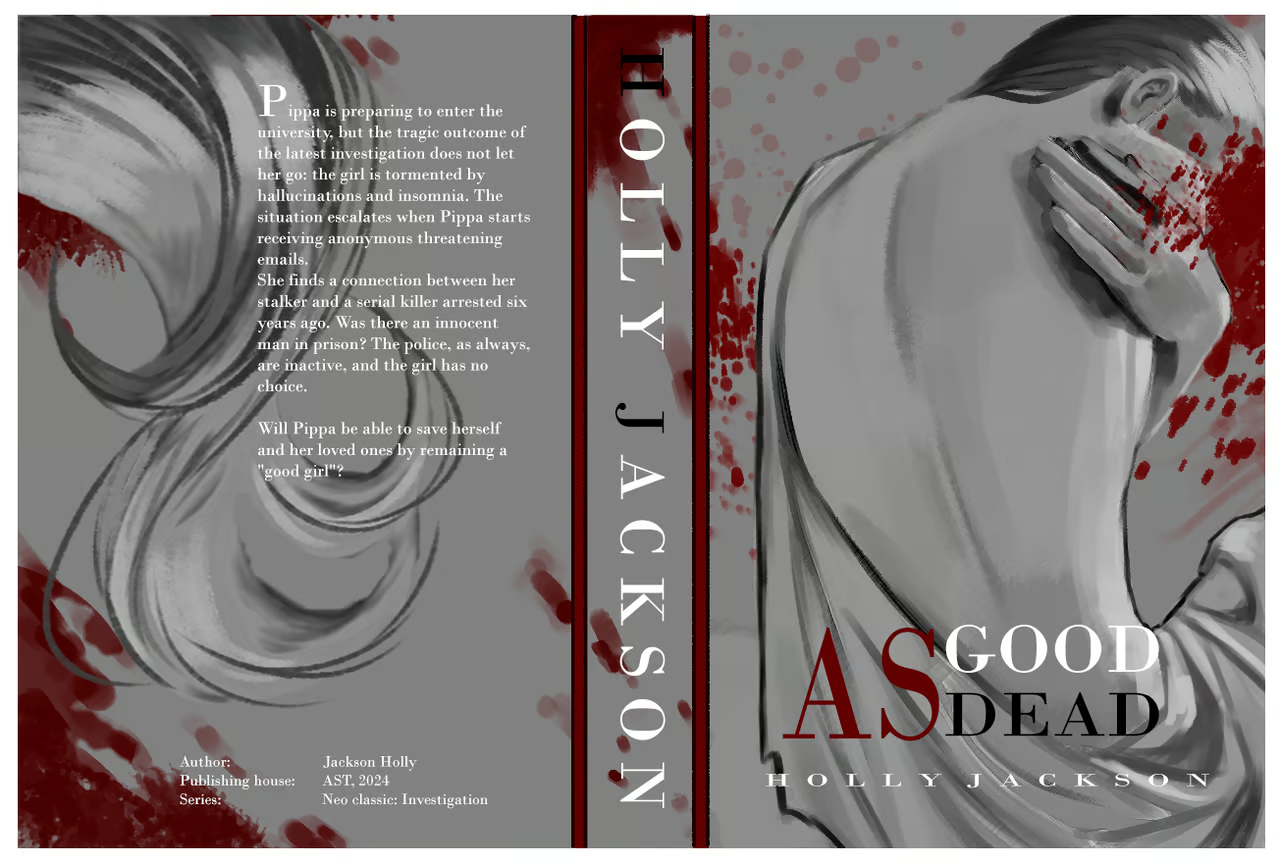 Pippa is preparing to enter the
university, but the tragic outcome of
the latest investigation does not let
her go: the girl is tormented by
hallucinations and insomnia. The
situation escalates when Pippa starts
receiving anonymous threatening
emails.
She finds a connection between her
stalker and a serial killer arrested six
years ago. Was there an innocent
man in prison? The police, as always,
are inactive, and the girl has no
choice.
Will Pippa be able to save herself
and her loved ones by remaining a
"good girl"?
Author: Jackson Holly
Publishing house: AST, 2024
Series: Neo classic: Investigation
HOLLY JACKSON
AS GOOD
DEAD
HOLLY JACKSON